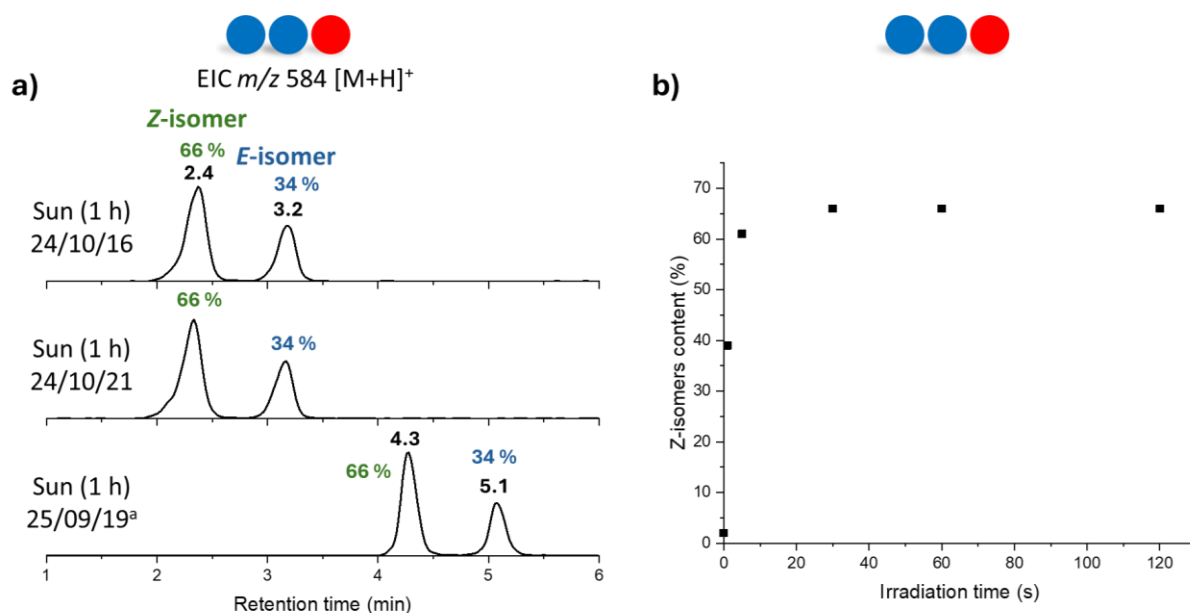 EIC m/z 584 [M+H]⁺
a)
Z-isomer
66 %
E-isomer
2.4
34 %
3.2
Sun (1 h)
24/10/16
66 %
34 %
Sun (1 h)
24/10/21
4.3
66 %
34 %
5.1
Sun (1 h)
25/09/19ᵃ
1 2 3 4 5 6
Retention time (min)
b)
Z-isomers content (%)
70
60
50
40
30
20
10
0
0 20 40 60 80 100 120
Irradiation time (s)